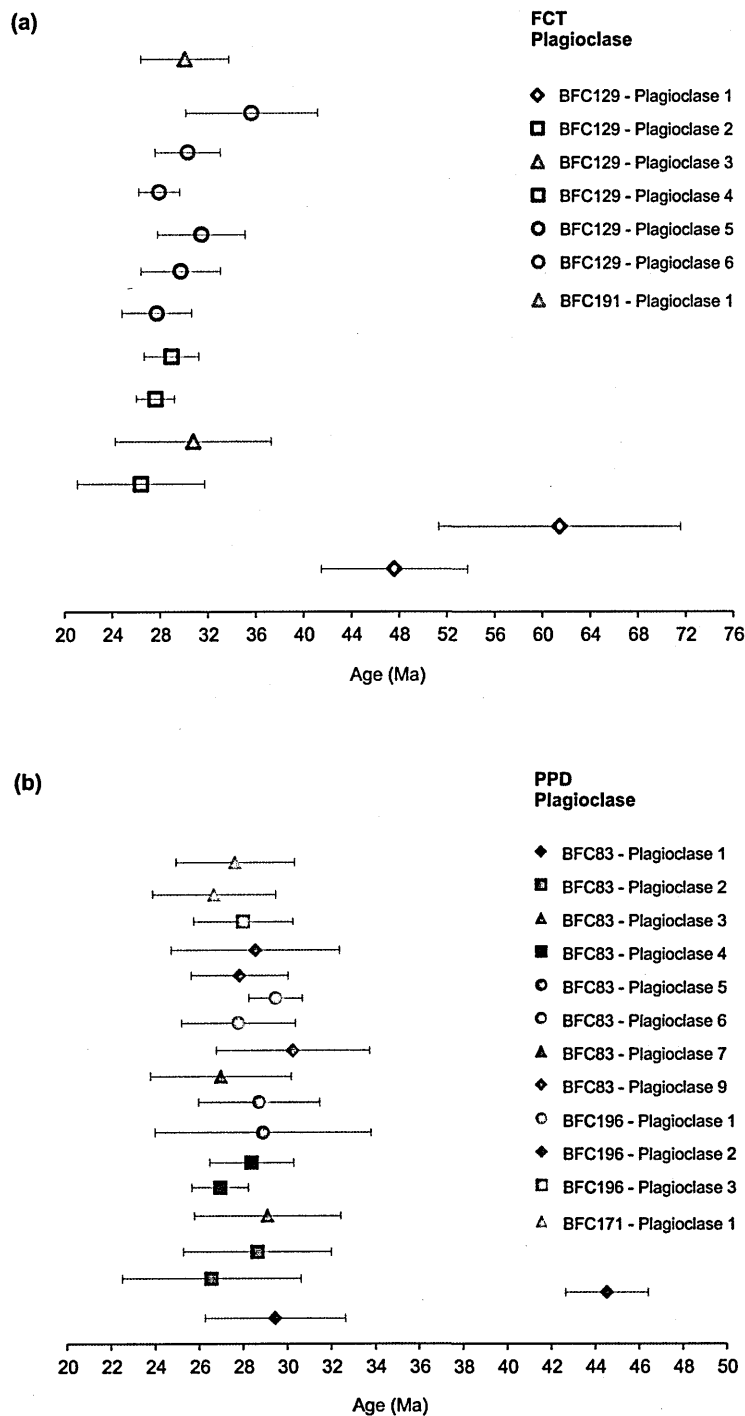 (a)
FCT
Plagioclase
BFC129 - Plagioclase 1
BFC129 - Plagioclase 2
BFC129 - Plagioclase 3
BFC129 - Plagioclase 4
BFC129 - Plagioclase 5
BFC129 - Plagioclase 6
BFC191 - Plagioclase 1
20 24 28 32 36 40 44 48 52 56 60 64 68 72 76
Age (Ma)
(b)
PPD
Plagioclase
BFC83 - Plagioclase 1
BFC83 - Plagioclase 2
BFC83 - Plagioclase 3
BFC83 - Plagioclase 4
BFC83 - Plagioclase 5
BFC83 - Plagioclase 6
BFC83 - Plagioclase 7
BFC83 - Plagioclase 9
BFC196 - Plagioclase 1
BFC196 - Plagioclase 2
BFC196 - Plagioclase 3
BFC171 - Plagioclase 1
20 22 24 26 28 30 32 34 36 38 40 42 44 46 48 50
Age (Ma)